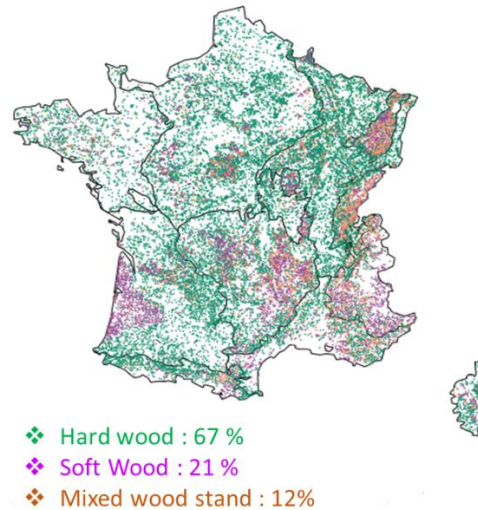 ❖ Hard wood : 67 %
❖ Soft Wood : 21 %
❖ Mixed wood stand : 12%